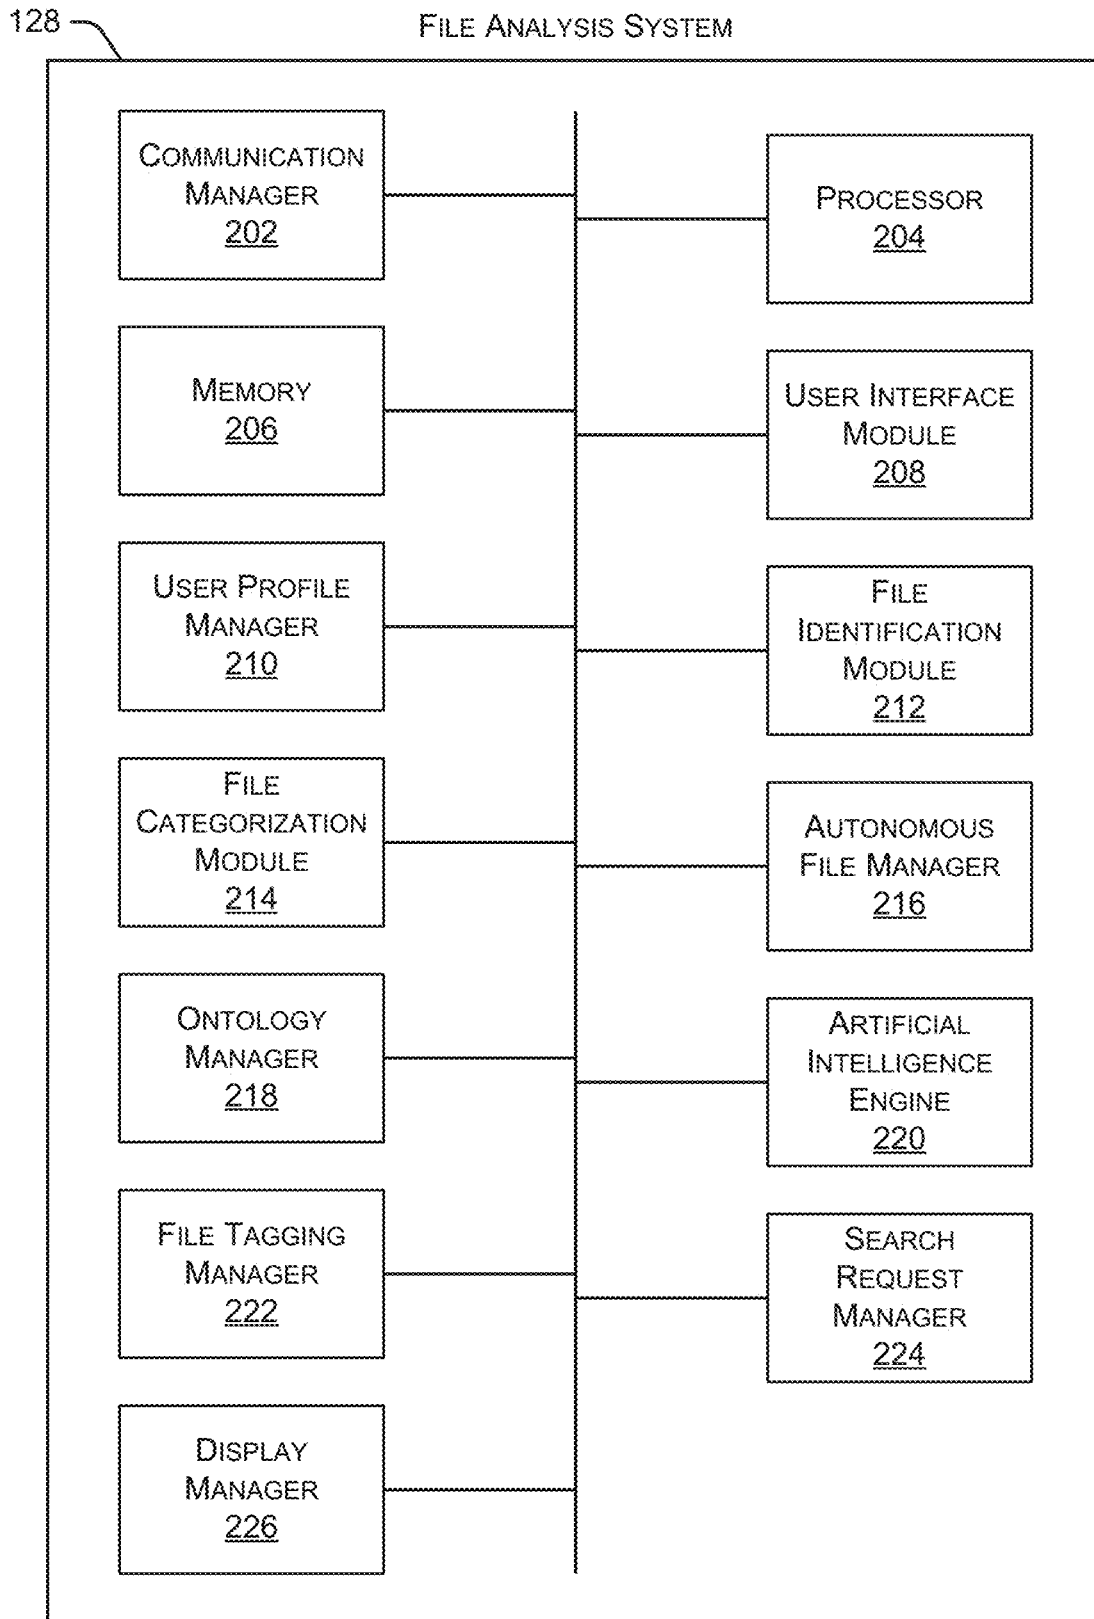 128
FILE ANALYSIS SYSTEM
COMMUNICATION
MANAGER
202
PROCESSOR
204
MEMORY
206
USER INTERFACE
MODULE
208
USER PROFILE
MANAGER
210
FILE
IDENTIFICATION
MODULE
212
FILE
CATEGORIZATION
MODULE
214
AUTONOMOUS
FILE MANAGER
216
ONTOLOGY
MANAGER
218
ARTIFICIAL
INTELLIGENCE
ENGINE
220
FILE TAGGING
MANAGER
222
SEARCH
REQUEST
MANAGER
224
DISPLAY
MANAGER
226